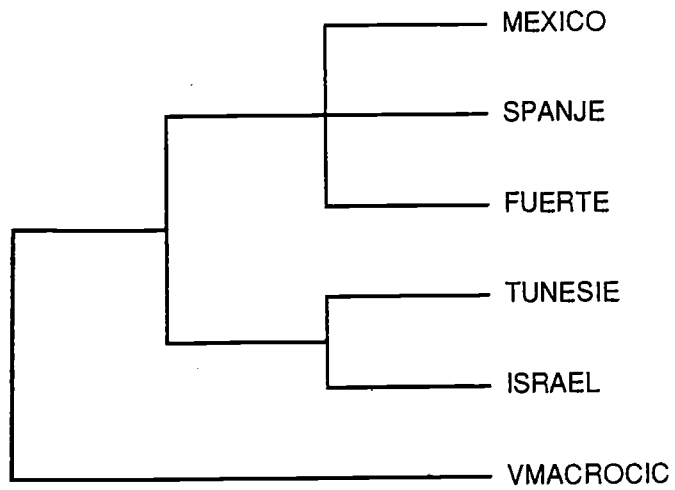 MEXICO
SPANJE
FUERTE
TUNESIE
ISRAEL
VMACROCIC